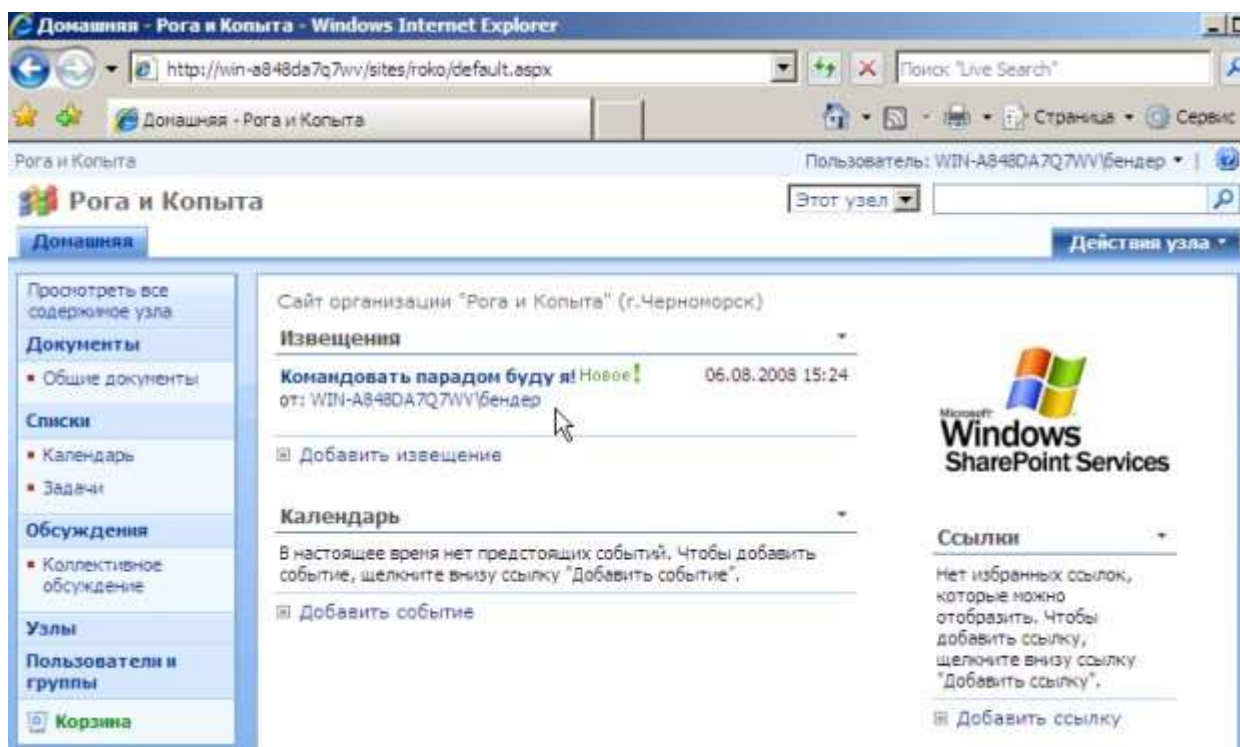 Домашняя - Рога и Копыта - Windows Internet Explorer
http://win-a848da7q7wv/sites/roko/default.aspx
Поиск "Live Search"
Домашняя - Рога и Копыта
Страница
Сервис
Рога и Копыта
Пользователь: WIN-A848DA7Q7WV\бендер
Рога и Копыта
Этот узел
Домашняя
Действия узла
Просмотреть все
содержимое узла
Документы
Общие документы
Списки
Календарь
Задачи
Обсуждения
Коллективное
обсуждение
Узлы
Пользователи и
группы
Корзина
Сайт организации "Рога и Копыта" (г.Черноморск)
Извещения
Командовать парадом буду я! Новое! 06.08.2008 15:24
от: WIN-A848DA7Q7WV\бендер
Добавить извещение
Календарь
В настоящее время нет предстоящих событий. Чтобы добавить
событие, щелкните внизу ссылку "Добавить событие".
Добавить событие
Microsoft
Windows
SharePoint Services
Ссылки
Нет избранных ссылок,
которые можно
отобразить. Чтобы
добавить ссылку,
щелкните внизу ссылку
"Добавить ссылку".
Добавить ссылку